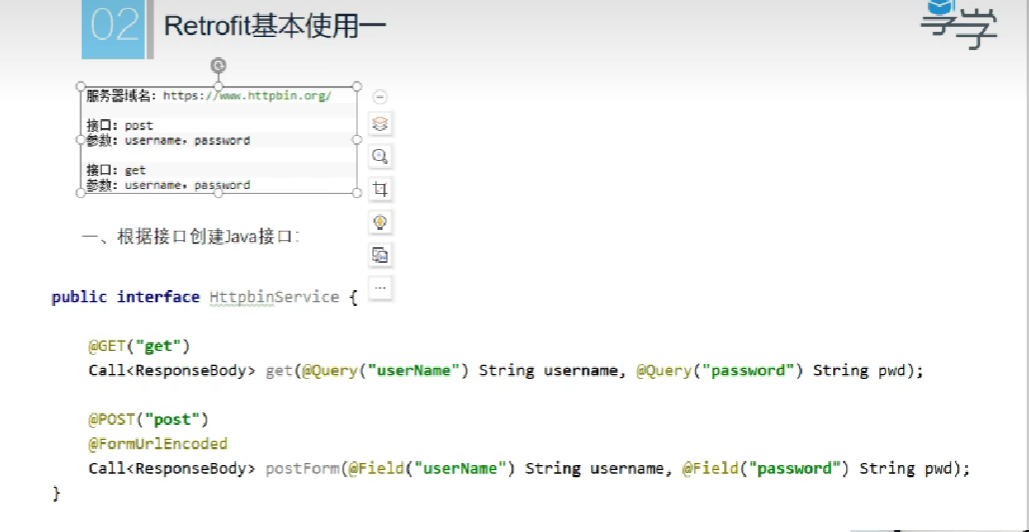 02 Retrofit基本使用一
享学
服务器域名：https://www.httpbin.org/
接口：post
参数：username，password
接口：get
参数：username，password
一、根据接口创建Java接口：
public interface HttpbinService {
@GET("get")
Call<ResponseBody> get(@Query("userName") String username, @Query("password") String pwd);
@POST("post")
@FormUrlEncoded
Call<ResponseBody> postForm(@Field("userName") String username, @Field("password") String pwd);
}